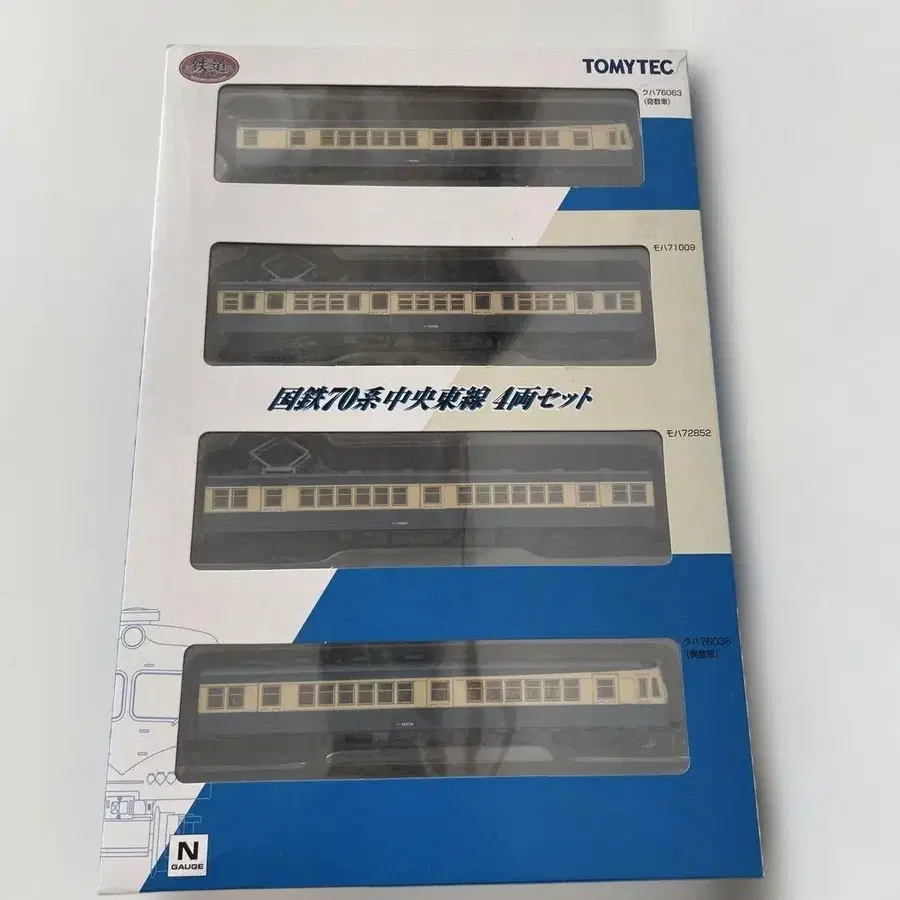 鉄道
TOMYTEC
クハ76063
(奇数車)
モハ71009
国鉄70系中央東線 4両セット
モハ72852
クハ76036
(偶数車)
N
GAUGE